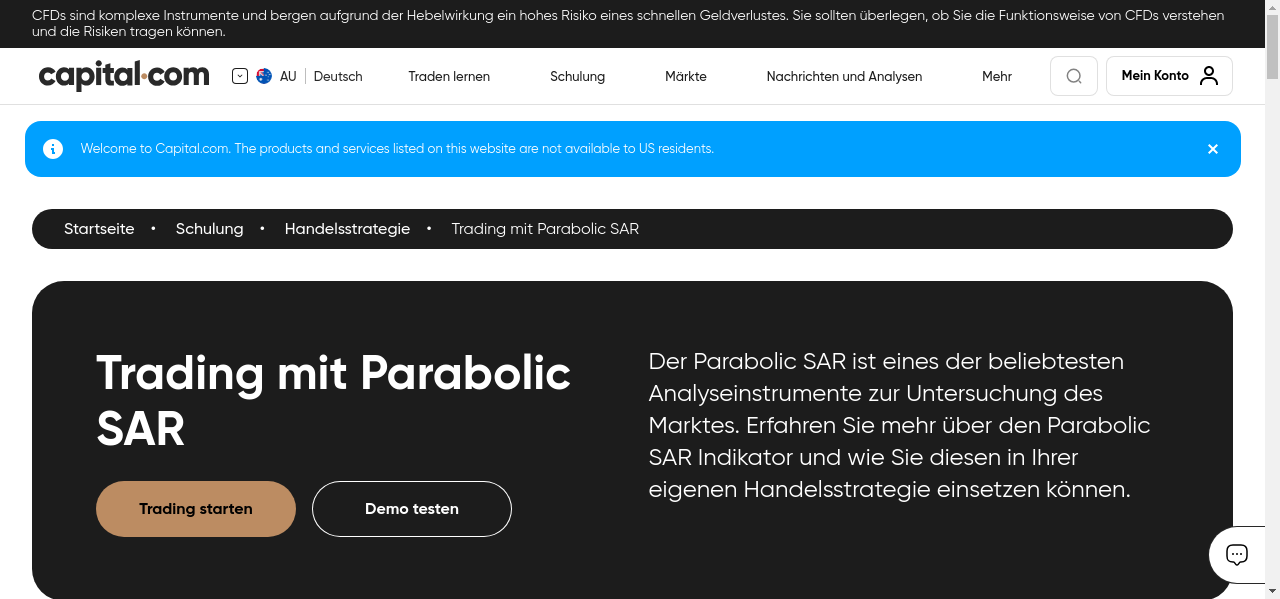 CFDs sind komplexe Instrumente und bergen aufgrund der Hebelwirkung ein hohes Risiko eines schnellen Geldverlustes. Sie sollten überlegen, ob Sie die Funktionsweise von CFDs verstehen
und die Risiken tragen können.
capital.com
AU
Deutsch
Traden lernen
Schulung
Märkte
Nachrichten und Analysen
Mehr
Mein Konto
Welcome to Capital.com. The products and services listed on this website are not available to US residents.
Startseite • Schulung • Handelsstrategie • Trading mit Parabolic SAR
Trading mit Parabolic
SAR
Trading starten
Demo testen
Der Parabolic SAR ist eines der beliebtesten
Analyseinstrumente zur Untersuchung des
Marktes. Erfahren Sie mehr über den Parabolic
SAR Indikator und wie Sie diesen in Ihrer
eigenen Handelsstrategie einsetzen können.